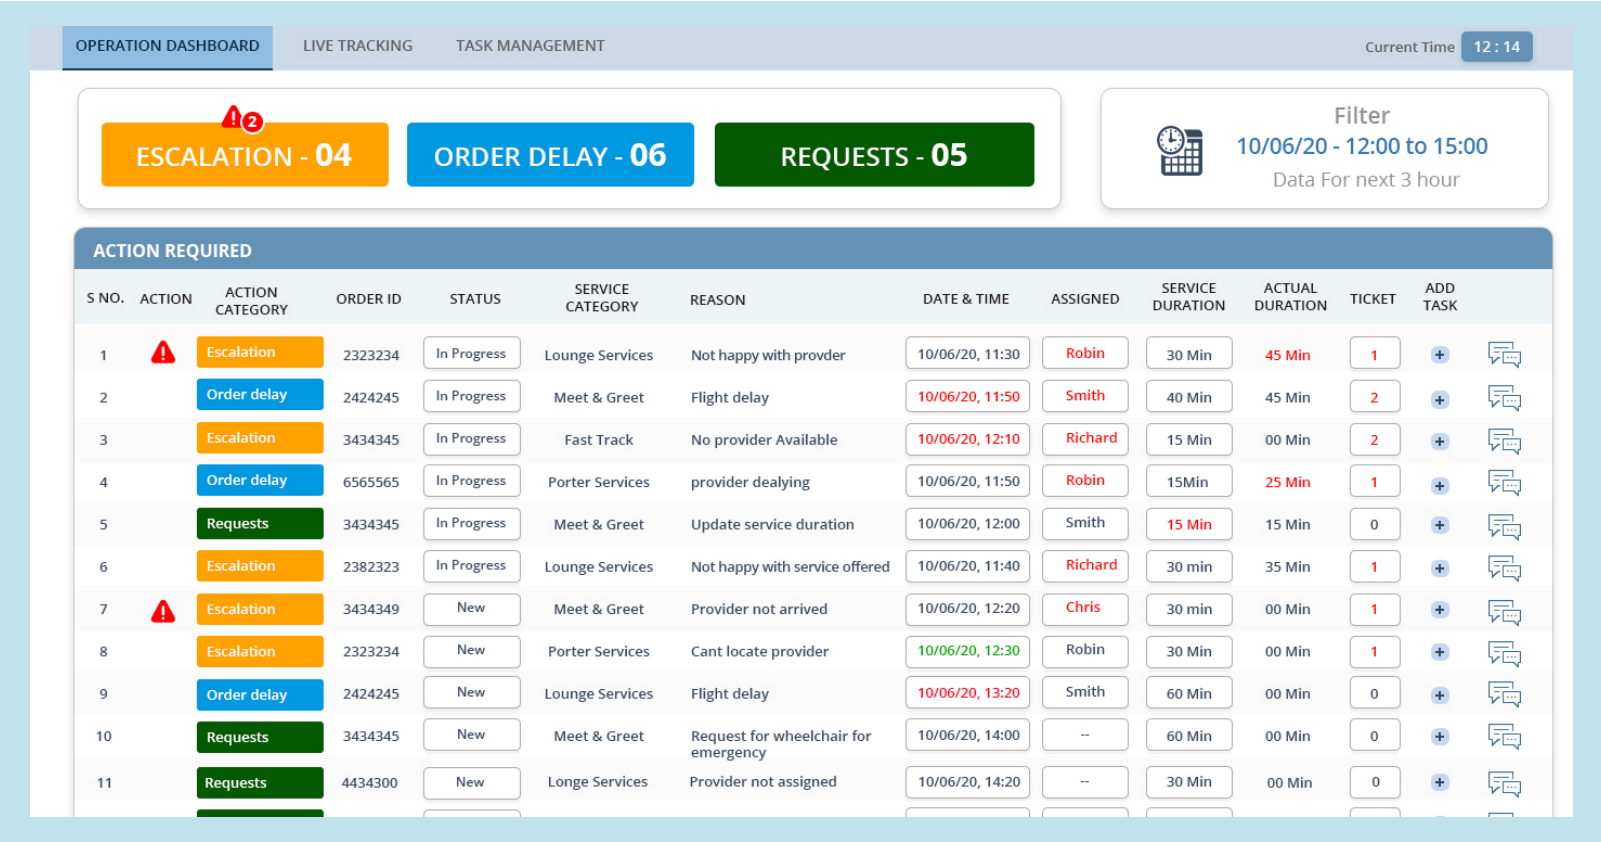 OPERATION DASHBOARD LIVE TRACKING TASK MANAGEMENT Current Time 12 : 14
2
ESCALATION - 04 ORDER DELAY - 06 REQUESTS - 05
Filter
10/06/20 - 12:00 to 15:00
Data For next 3 hour
ACTION REQUIRED
S NO. ACTION ACTION CATEGORY ORDER ID STATUS SERVICE CATEGORY REASON DATE & TIME ASSIGNED SERVICE DURATION ACTUAL DURATION TICKET ADD TASK
1 Escalation 2323234 In Progress Lounge Services Not happy with provder 10/06/20, 11:30 Robin 30 Min 45 Min 1 +
2 Order delay 2424245 In Progress Meet & Greet Flight delay 10/06/20, 11:50 Smith 40 Min 45 Min 2 +
3 Escalation 3434345 In Progress Fast Track No provider Available 10/06/20, 12:10 Richard 15 Min 00 Min 2 +
4 Order delay 6565565 In Progress Porter Services provider dealying 10/06/20, 11:50 Robin 15Min 25 Min 1 +
5 Requests 3434345 In Progress Meet & Greet Update service duration 10/06/20, 12:00 Smith 15 Min 15 Min 0 +
6 Escalation 2382323 In Progress Lounge Services Not happy with service offered 10/06/20, 11:40 Richard 30 min 35 Min 1 +
7 Escalation 3434349 New Meet & Greet Provider not arrived 10/06/20, 12:20 Chris 30 min 00 Min 1 +
8 Escalation 2323234 New Porter Services Cant locate provider 10/06/20, 12:30 Robin 30 Min 00 Min 1 +
9 Order delay 2424245 New Lounge Services Flight delay 10/06/20, 13:20 Smith 60 Min 00 Min 0 +
10 Requests 3434345 New Meet & Greet Request for wheelchair for emergency 10/06/20, 14:00 -- 60 Min 00 Min 0 +
11 Requests 4434300 New Longe Services Provider not assigned 10/06/20, 14:20 -- 30 Min 00 Min 0 +